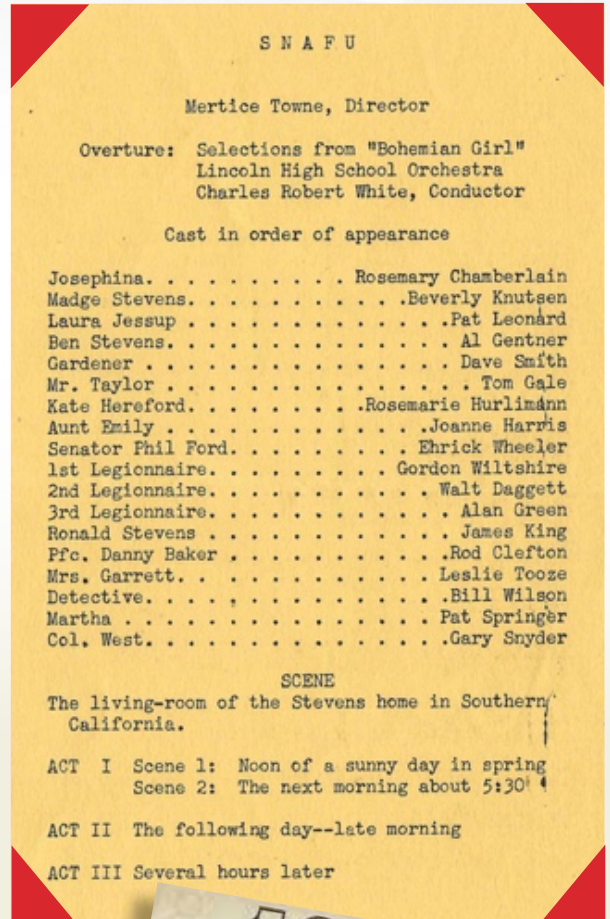 S N A F U
Mertice Towne, Director
Overture: Selections from "Bohemian Girl"
Lincoln High School Orchestra
Charles Robert White, Conductor
Cast in order of appearance
Josephina. . . . . . . . . . Rosemary Chamberlain
Madge Stevens. . . . . . . . . . . .Beverly Knutsen
Laura Jessup . . . . . . . . . . . . . .Pat Leonard
Ben Stevens. . . . . . . . . . . . . . . Al Gentner
Gardener . . . . . . . . . . . . . . . . Dave Smith
Mr. Taylor . . . . . . . . . . . . . . . . Tom Gale
Kate Hereford. . . . . . . . . .Rosemarie Hurlimann
Aunt Emily . . . . . . . . . . . . . .Joanne Harris
Senator Phil Ford. . . . . . . . . . Ehrick Wheeler
1st Legionnaire. . . . . . . . . . Gordon Wiltshire
2nd Legionnaire. . . . . . . . . . . . Walt Daggett
3rd Legionnaire. . . . . . . . . . . . . Alan Green
Ronald Stevens . . . . . . . . . . . . . James King
Pfc. Danny Baker . . . . . . . . . . . .Rod Clefton
Mrs. Garrett. . . . . . . . . . . . . Leslie Tooze
Detective. . . . . . . . . . . . . . . .Bill Wilson
Martha . . . . . . . . . . . . . . . . Pat Springer
Col. West. . . . . . . . . . . . . . . .Gary Snyder
SCENE
The living-room of the Stevens home in Southern
California.
ACT I Scene 1: Noon of a sunny day in spring
Scene 2: The next morning about 5:30
ACT II The following day--late morning
ACT III Several hours later